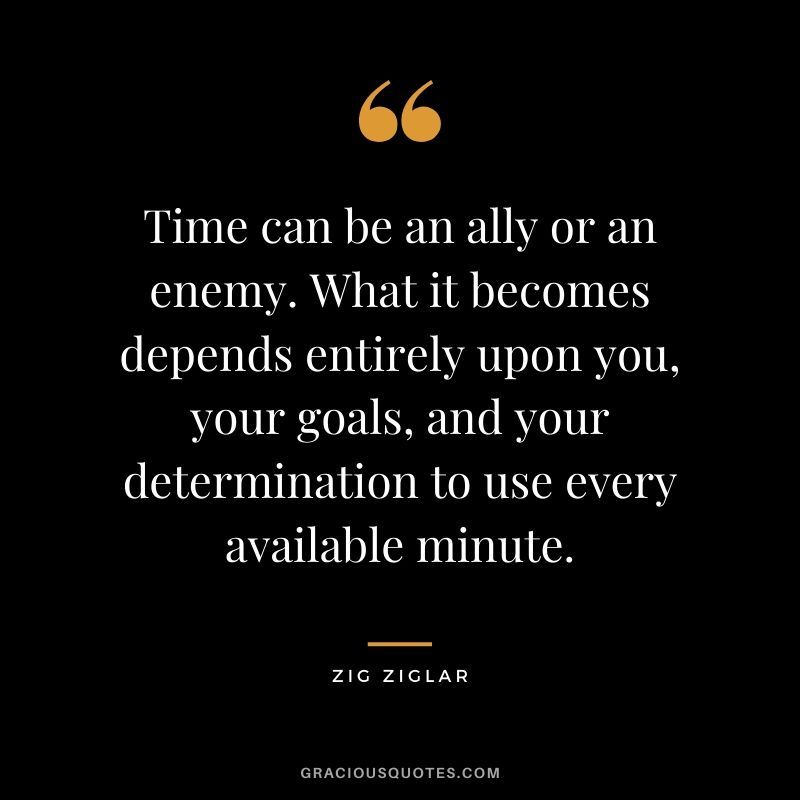 “
Time can be an ally or an
enemy. What it becomes
depends entirely upon you,
your goals, and your
determination to use every
available minute.
ZIG ZIGLAR
GRACIOUSQUOTES.COM